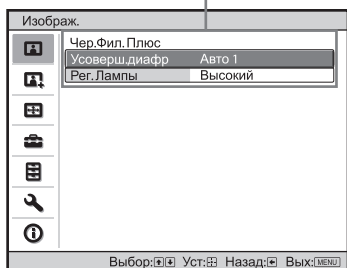 Изображ.
Чер.Фил.Плюс
Усоверш.диафр Авто 1
Рег.Лампы Высокий
Выбор: Уст: Назад: Вых:MENU